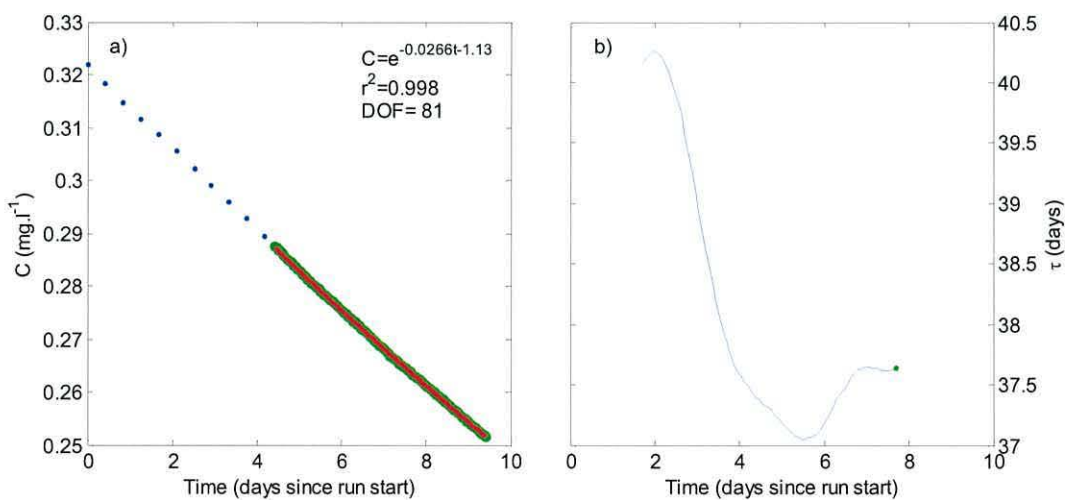 a)
C=e^-0.0266t-1.13
r²=0.998
DOF= 81
0.33
0.32
0.31
0.3
0.29
0.28
0.27
0.26
0.25
C (mg.l⁻¹)
0 2 4 6 8 10
Time (days since run start)
b)
40.5
40
39.5
39
38.5
38
37.5
37
τ (days)
0 2 4 6 8 10
Time (days since run start)